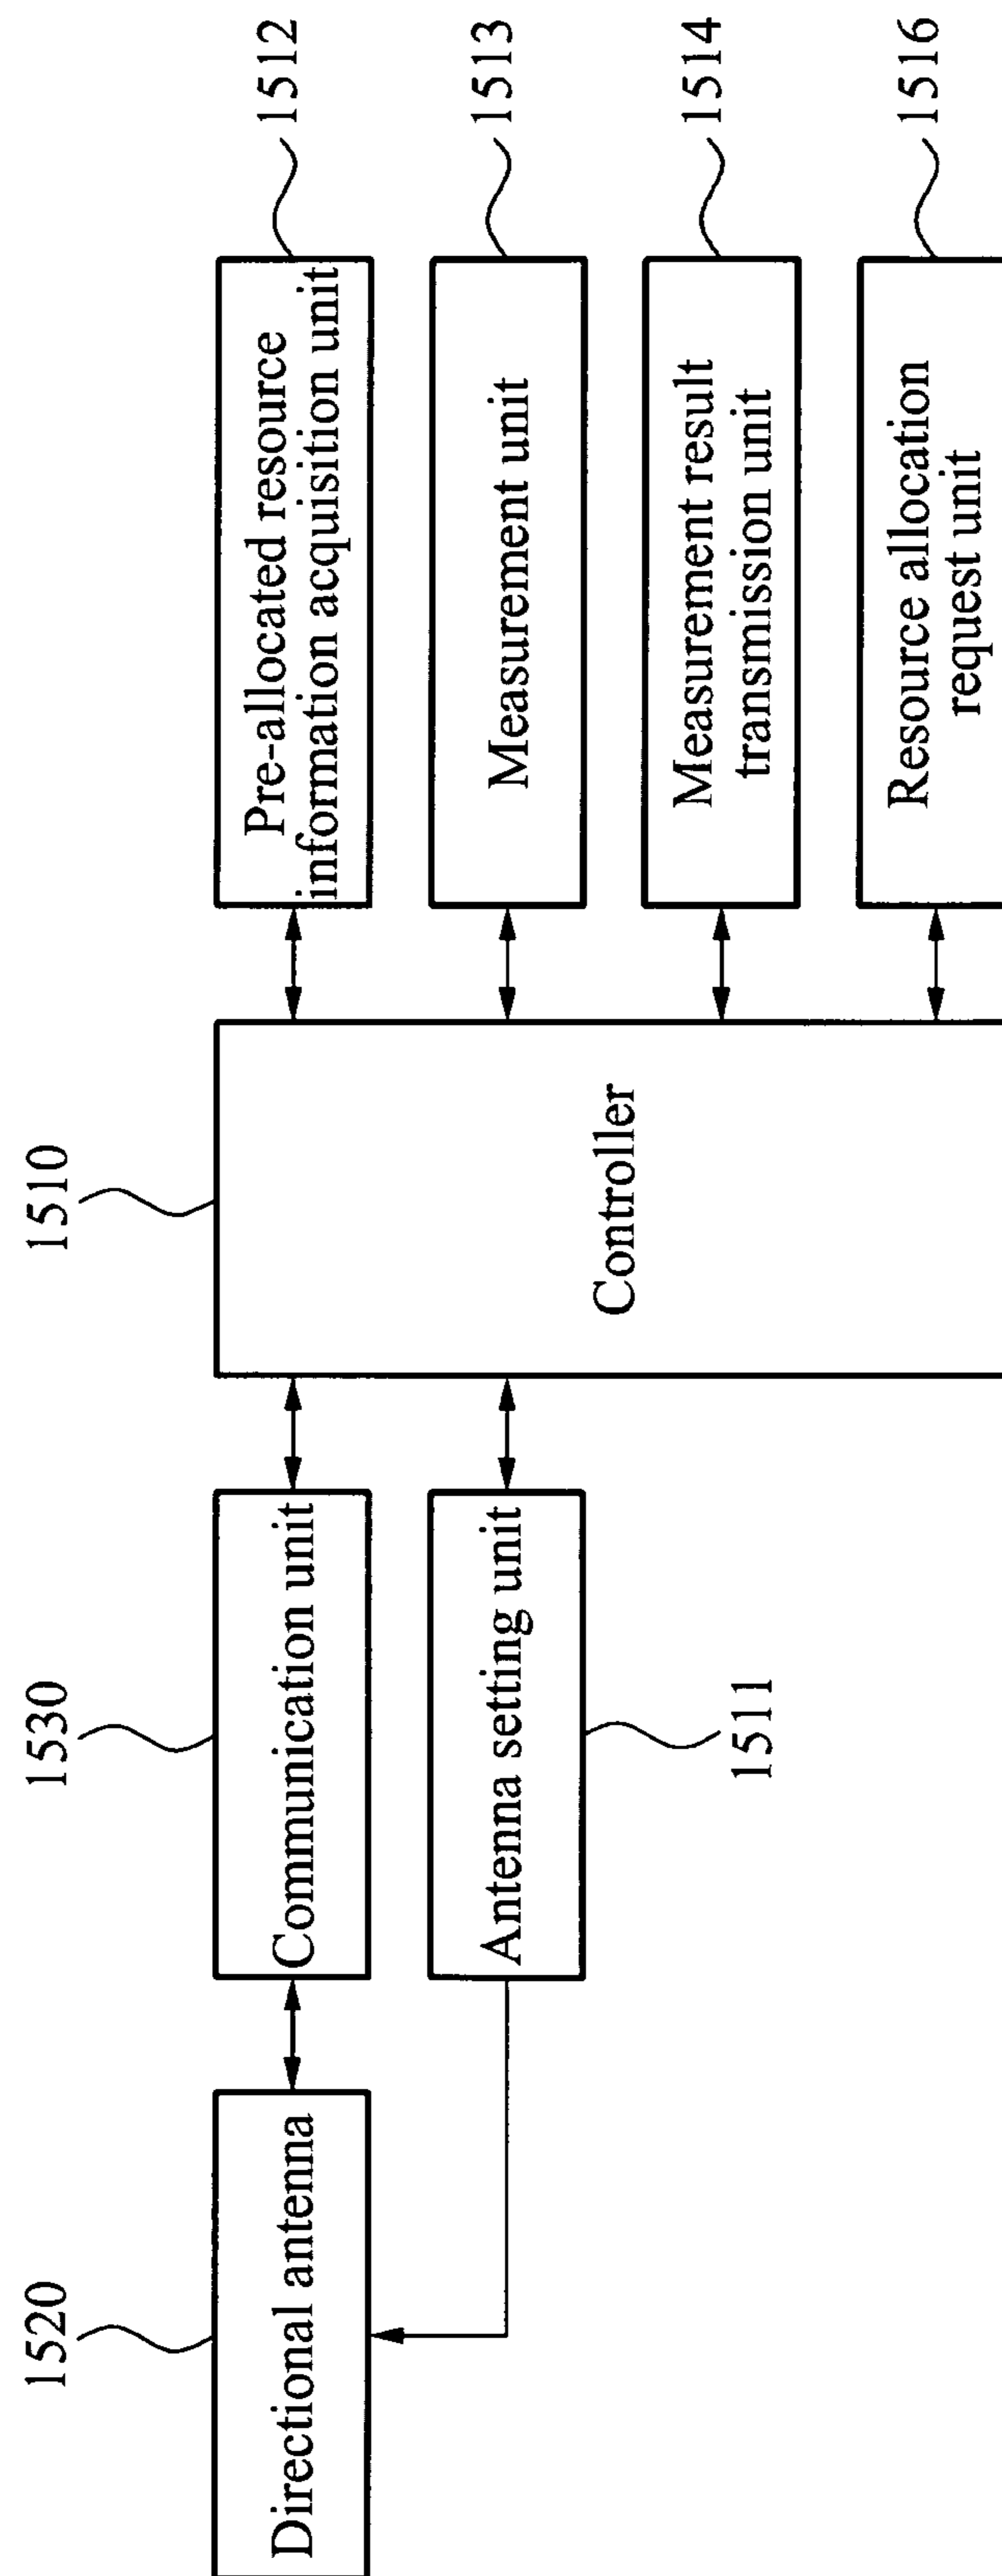 1520
Directional antenna
1530
Communication unit
Antenna setting unit
1511
1510
Controller
Pre-allocated resource
information acquisition unit
1512
Measurement unit
1513
Measurement result
transmission unit
1514
Resource allocation
request unit
1516